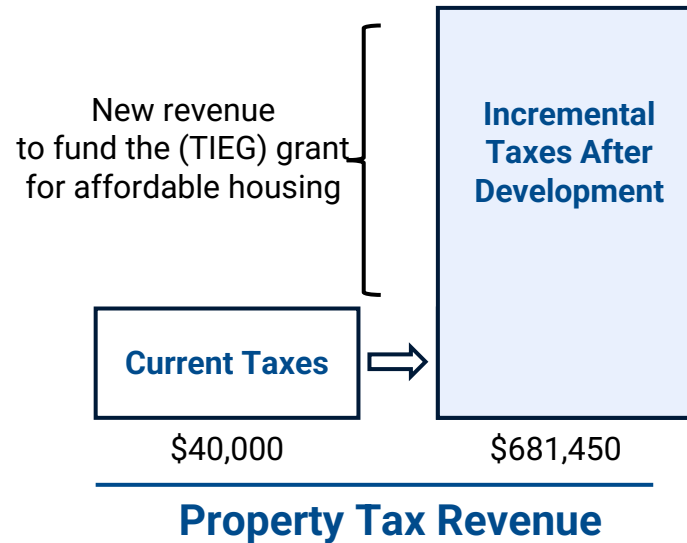 New revenue
to fund the (TIEG) grant
for affordable housing
Incremental
Taxes After
Development
Current Taxes
$40,000
$681,450
Property Tax Revenue